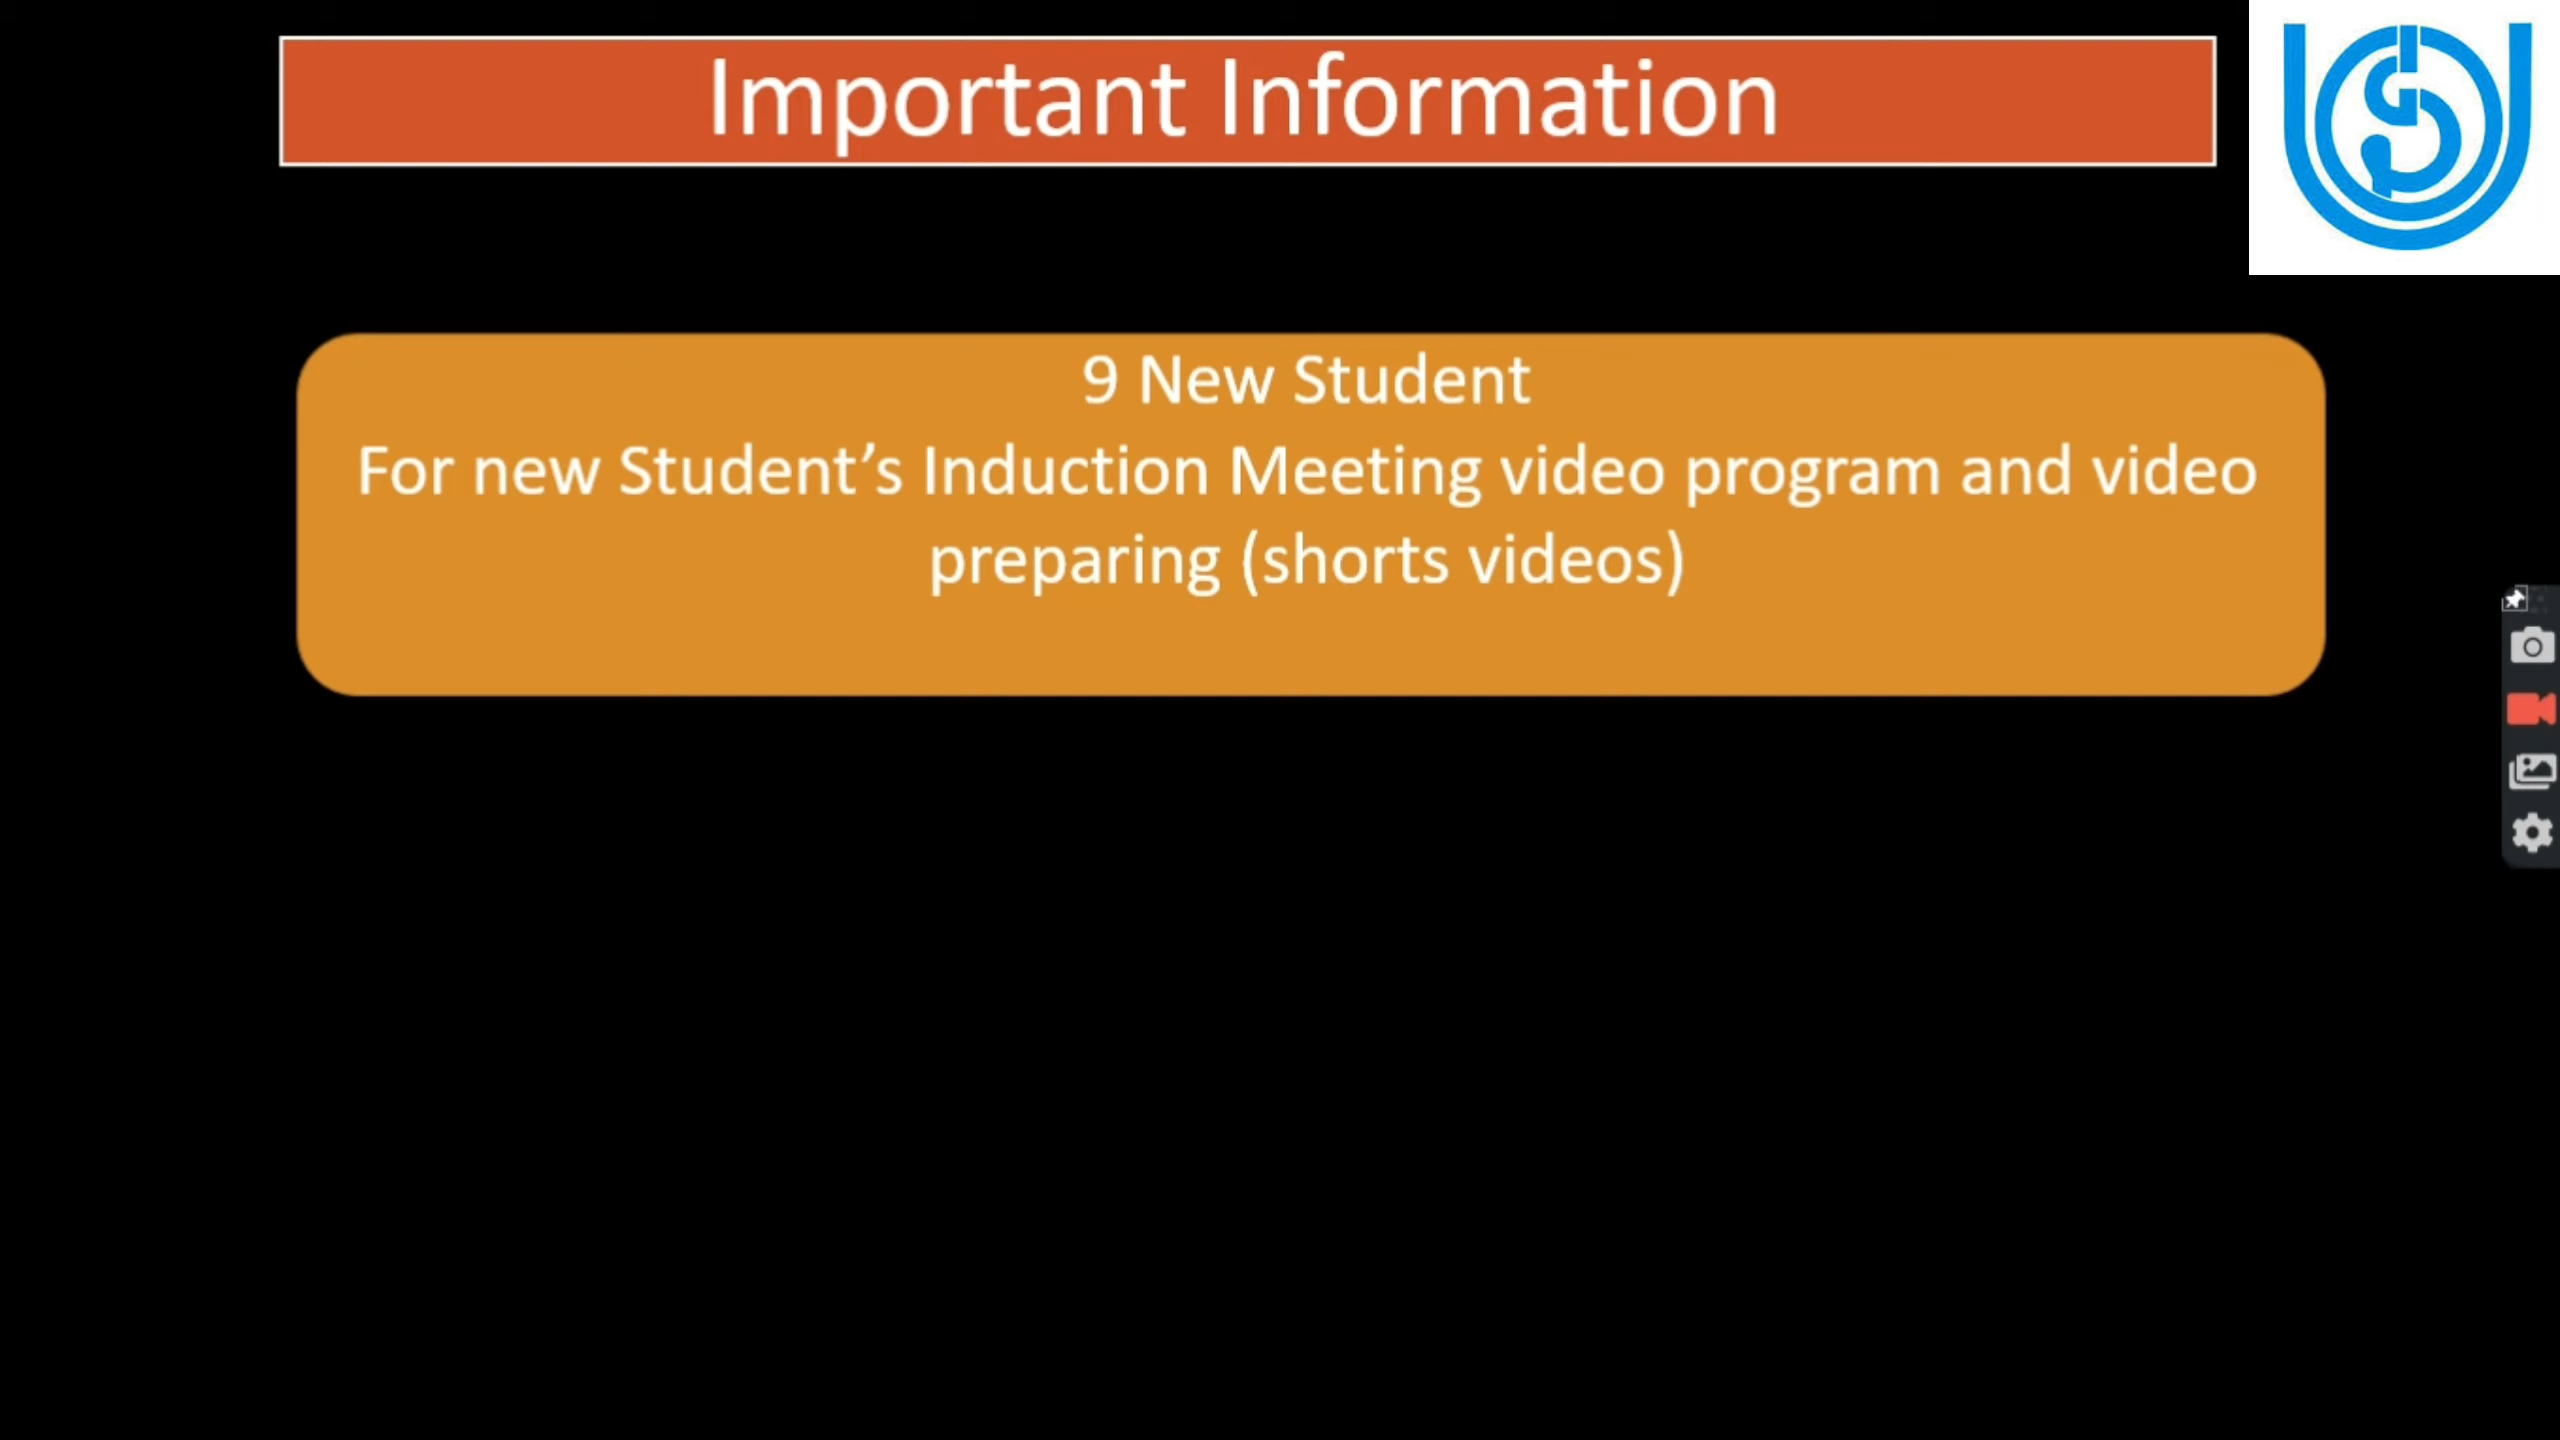 Important Information
9 New Student
For new Student’s Induction Meeting video program and video
preparing (shorts videos)